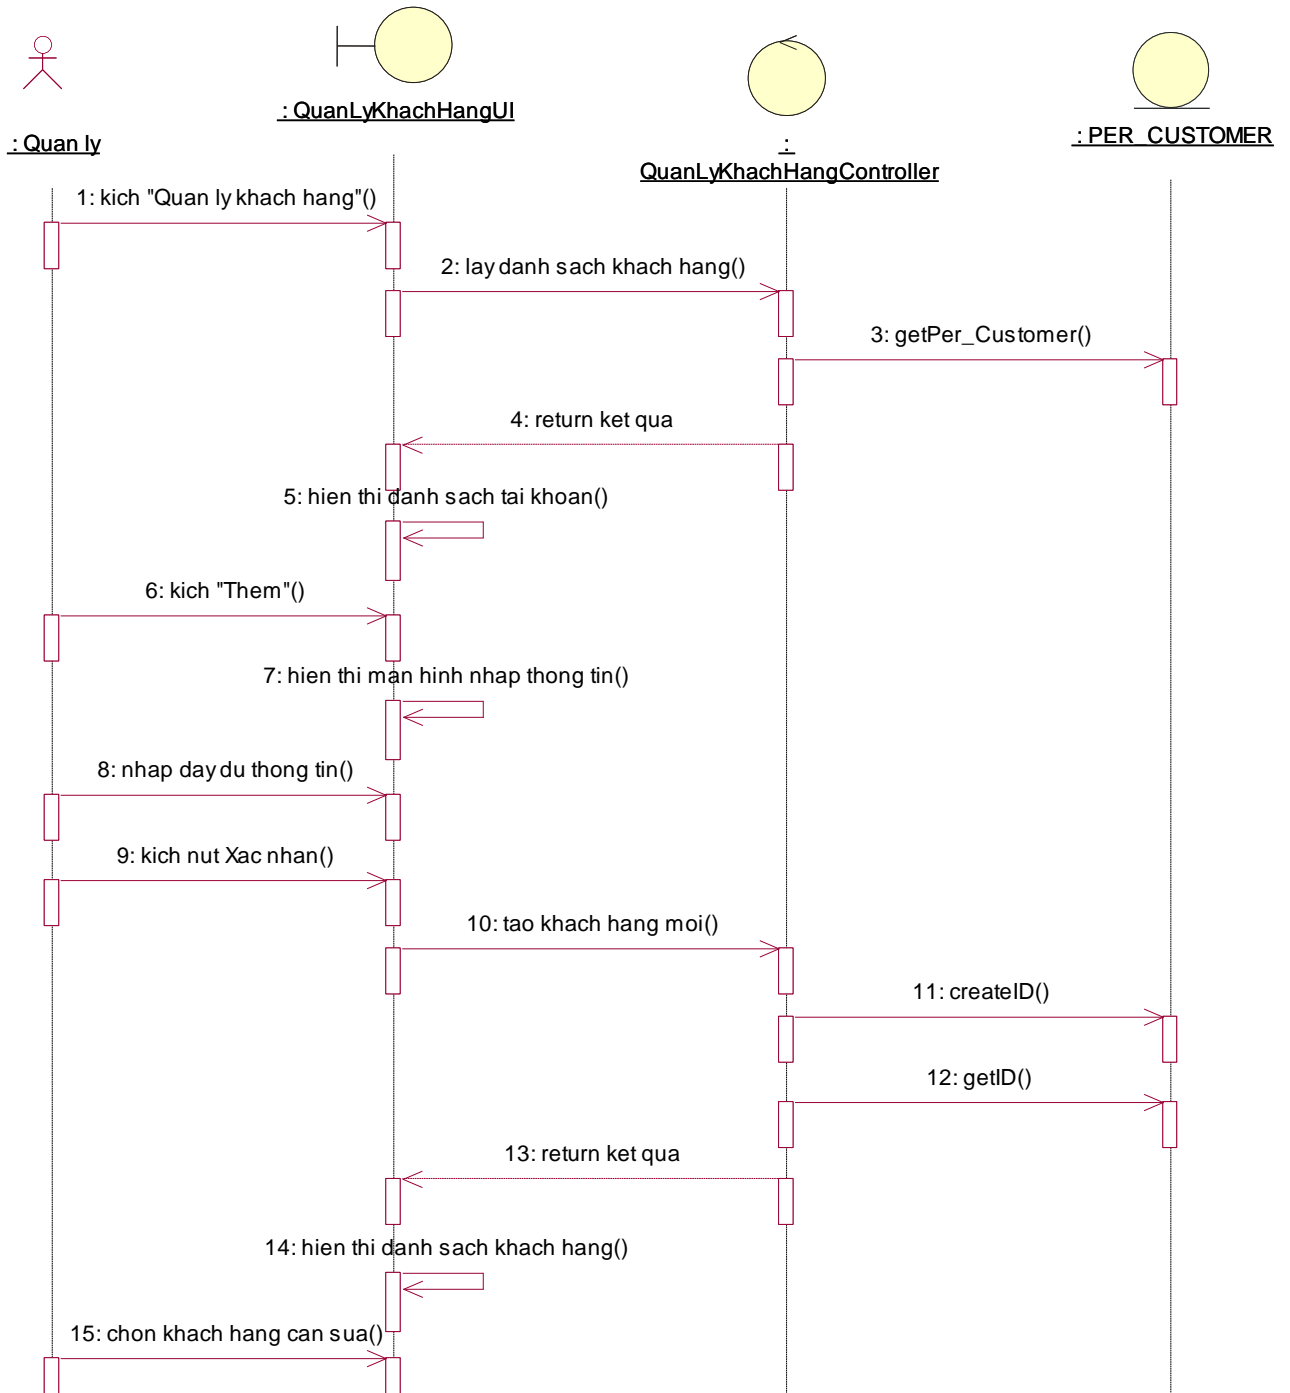 : QuanLyKhachHangUI
: Quan ly
:
QuanLyKhachHangController
: PER_CUSTOMER
1: kich "Quan ly khach hang"()
2: lay danh sach khach hang()
3: getPer_Customer()
4: return ket qua
5: hien thi danh sach tai khoan()
6: kich "Them"()
7: hien thi man hinh nhap thong tin()
8: nhap day du thong tin()
9: kich nut Xac nhan()
10: tao khach hang moi()
11: createID()
12: getID()
13: return ket qua
14: hien thi danh sach khach hang()
15: chon khach hang can sua()